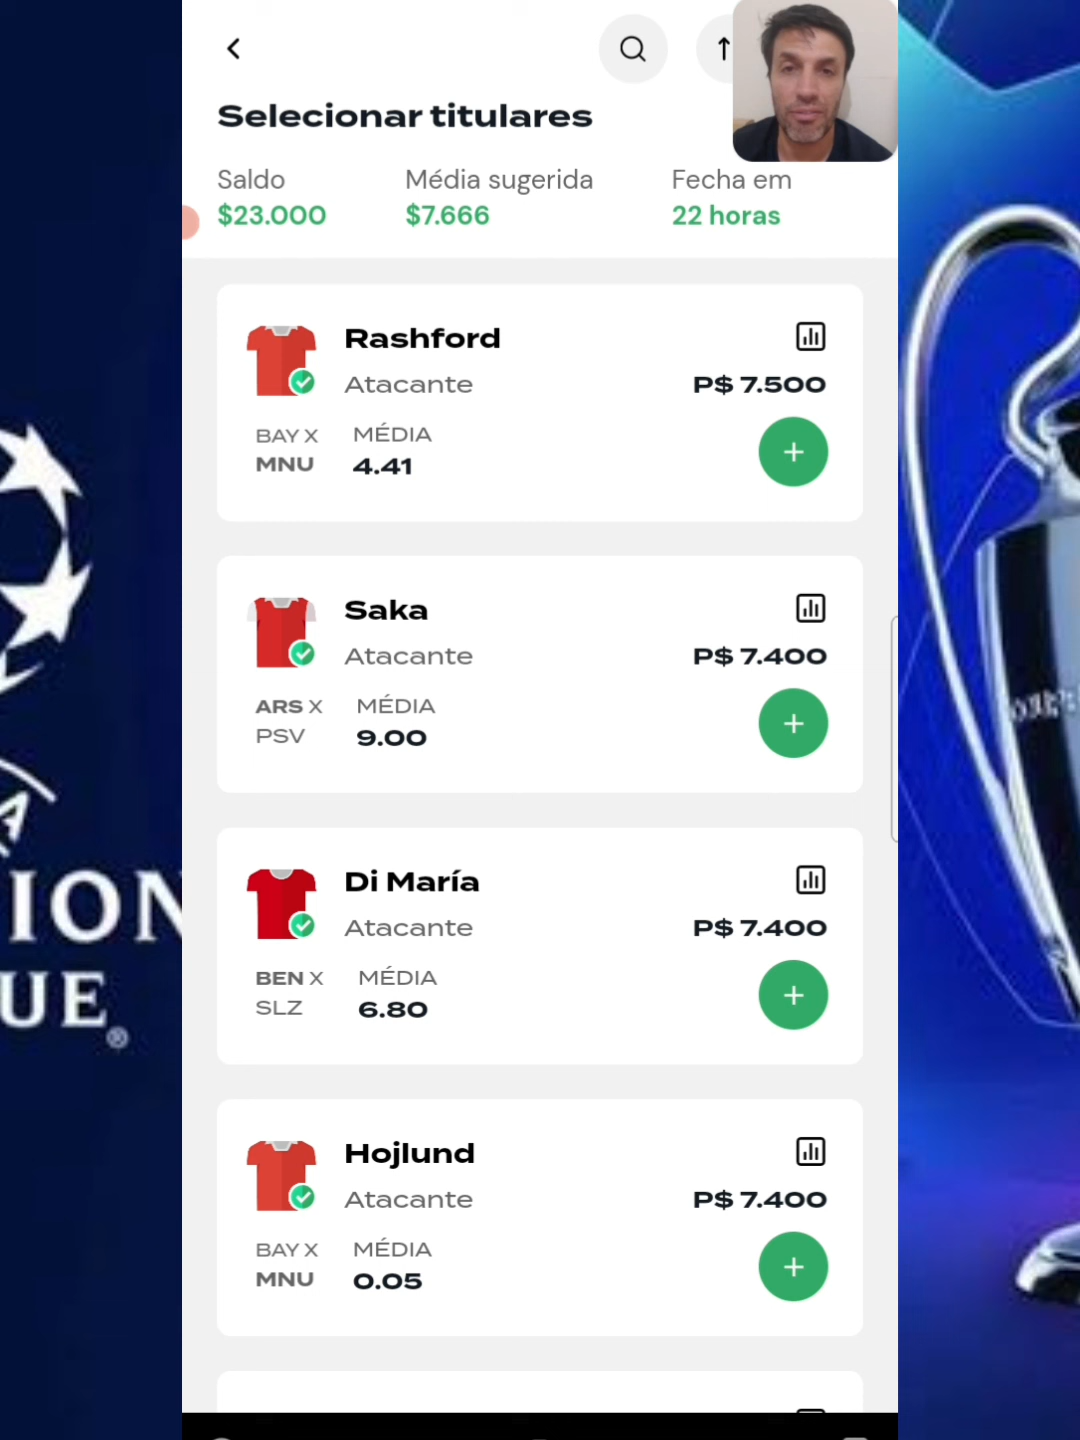 Selecionar titulares
Saldo
Média sugerida
Fecha em
$23.000
$7.666
22 horas
Rashford
Atacante
P$ 7.500
BAY X
MNU
MÉDIA
4.41
Saka
Atacante
P$ 7.400
ARS X
PSV
MÉDIA
9.00
Di María
Atacante
P$ 7.400
BEN X
SLZ
MÉDIA
6.80
Hojlund
Atacante
P$ 7.400
BAY X
MNU
MÉDIA
0.05
A
ION
UE®